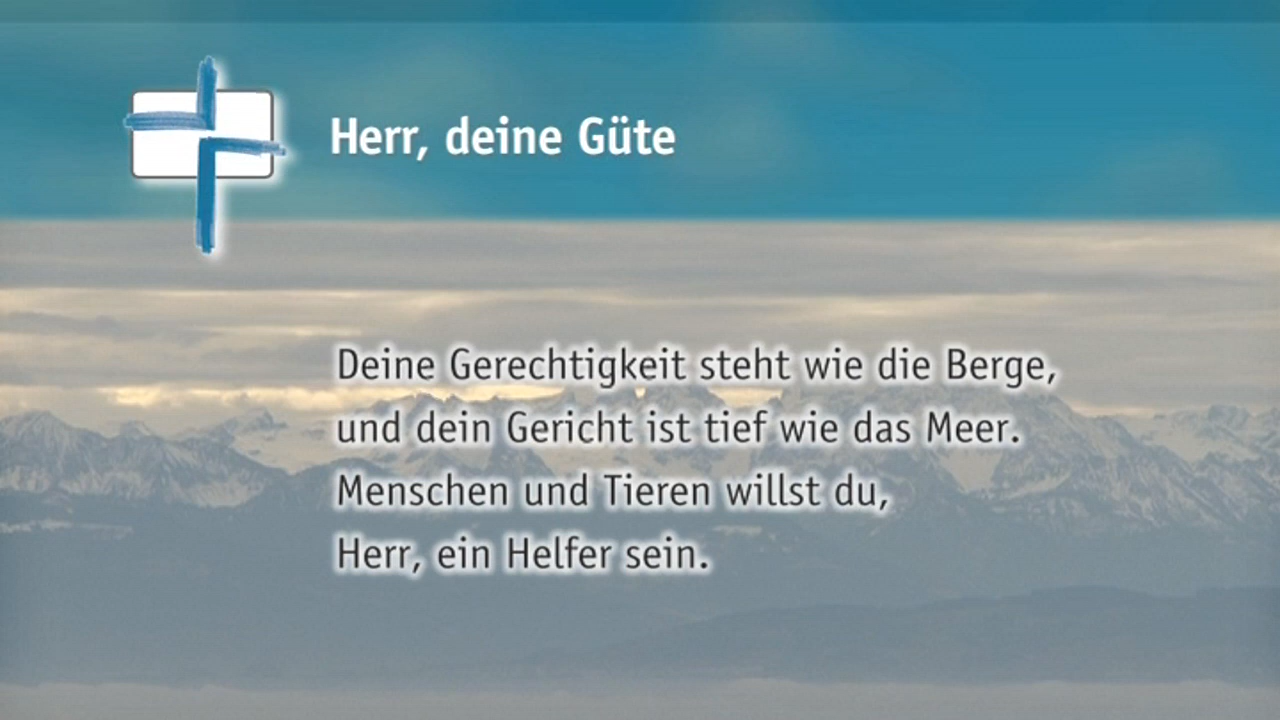 Herr, deine Güte
Deine Gerechtigkeit steht wie die Berge,
und dein Gericht ist tief wie das Meer.
Menschen und Tieren willst du,
Herr, ein Helfer sein.